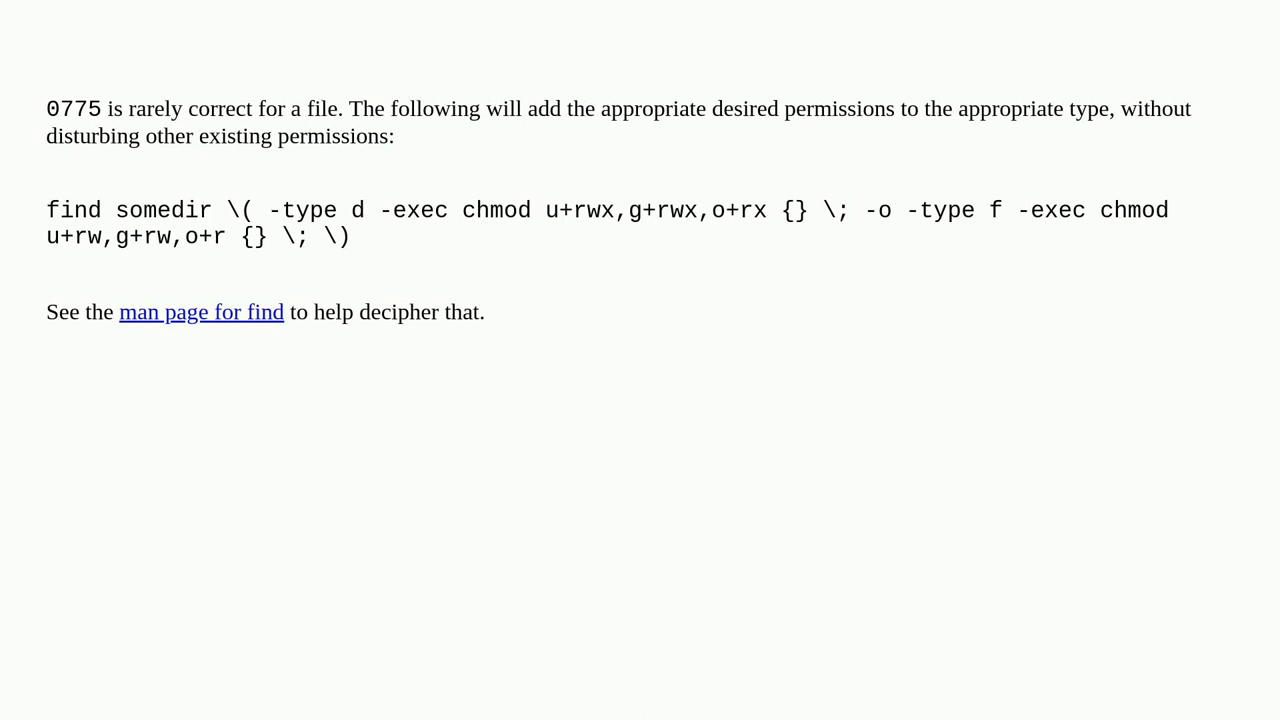 0775 is rarely correct for a file. The following will add the appropriate desired permissions to the appropriate type, without
disturbing other existing permissions:
find somedir \( -type d -exec chmod u+rwx,g+rwx,o+rx {} \; -o -type f -exec chmod
u+rw,g+rw,o+r {} \; \)
See the man page for find to help decipher that.